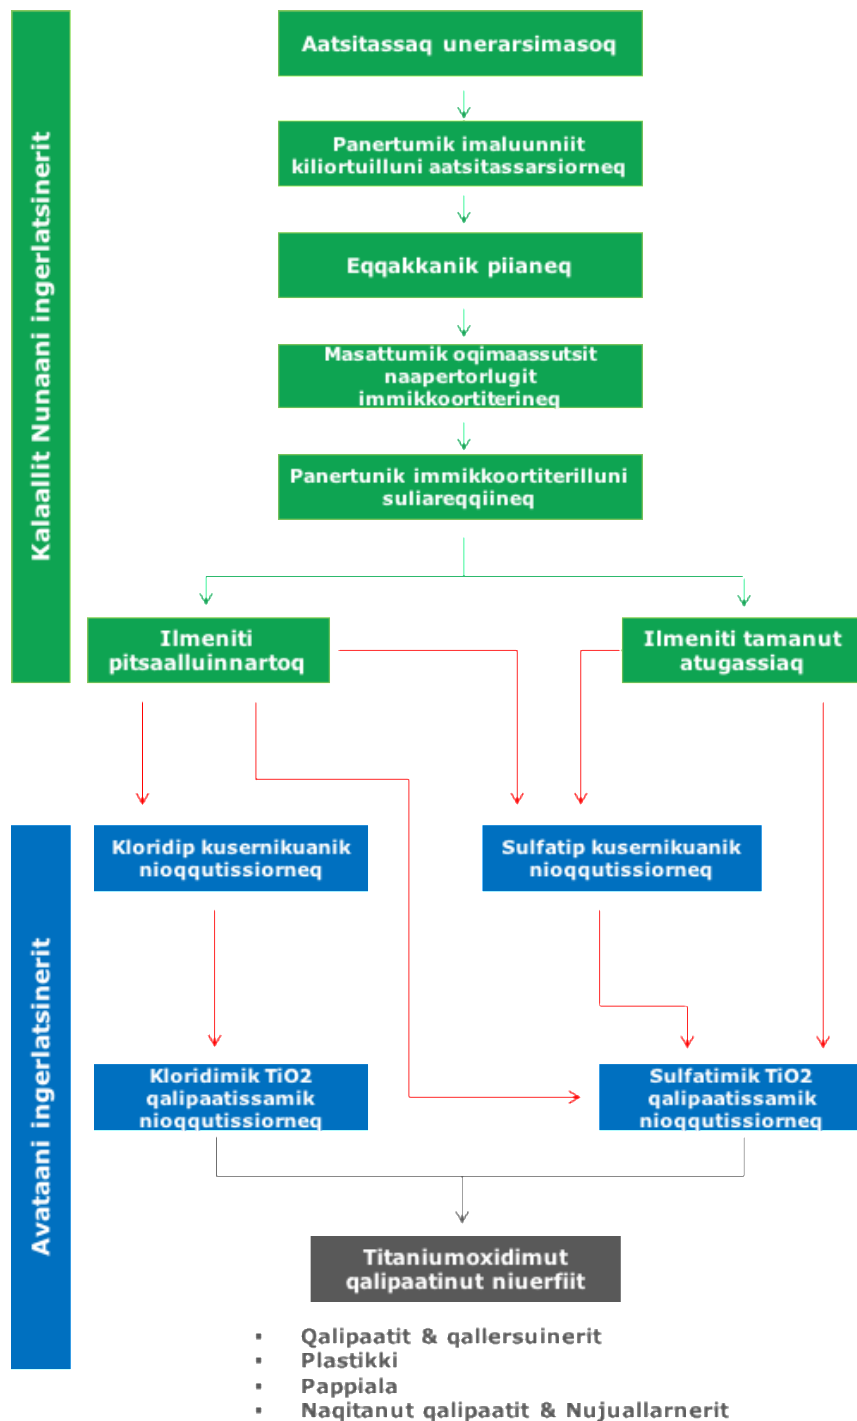 Kalaallit Nunaani ingerlatsinerit
Aatsitassaq unerarsimasoq
Panertumik imaluunniit
kiliortuilluni aatsitassarsiorneq
Eqqakkanik piianeq
Masattumik oqimaassutsit
naapertorlugit
immikkoortiterineq
Panertunik immikkoortiterilluni
suliareqqiineq
Ilmeniti
pitsaalluinnartoq
Ilmeniti tamanut
atugassiaq
Avataani ingerlatsinerit
Kloridip kusernikuanik
nioqqutissiorneq
Sulfatip kusernikuanik
nioqqutissiorneq
Kloridimik TiO2
qalipaatissamik
nioqqutissiorneq
Sulfatimik TiO2
qalipaatissamik
nioqqutissiorneq
Titaniumoxidimut
qalipaatinut niuerfiit
▪ Qalipaatit & qallersuinerit
▪ Plastikki
▪ Pappiala
▪ Naqitanut qalipaatit & Nujuallarnerit